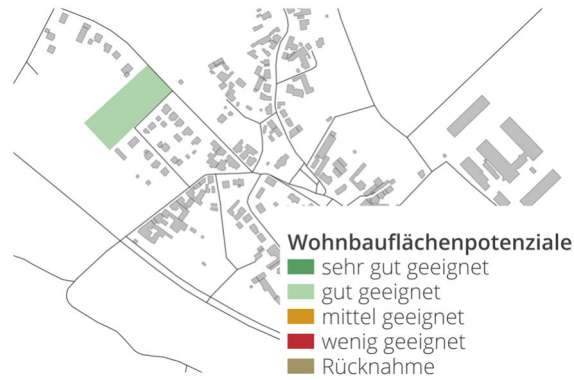 Wohnbauflächenpotenziale
sehr gut geeignet
gut geeignet
mittel geeignet
wenig geeignet
Rücknahme